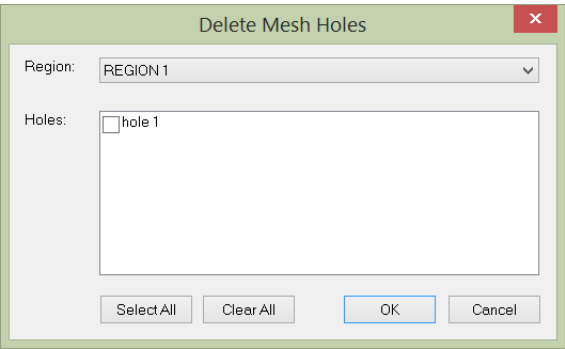 Delete Mesh Holes
Region:
REGION 1
Holes:
hole 1
Select All
Clear All
OK
Cancel